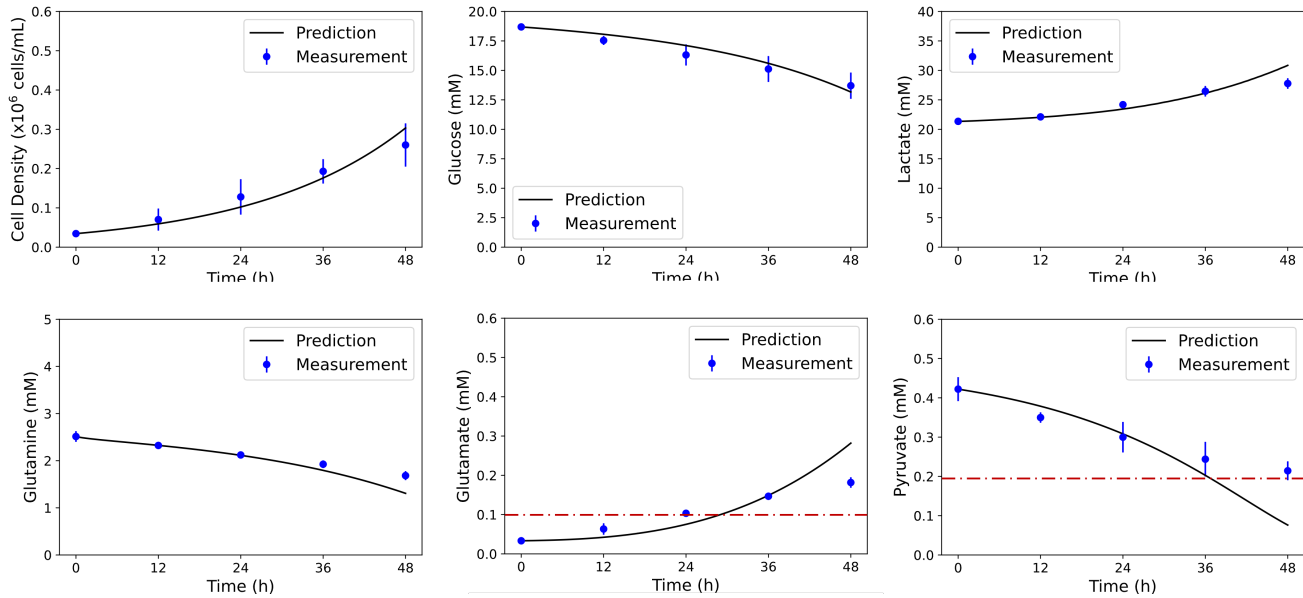 0.6
0.5
0.4
0.3
0.2
0.1
0.0
Cell Density (x10⁶ cells/mL)
Prediction
Measurement
0 12 24 36 48
Time (h)
20.0
17.5
15.0
12.5
10.0
7.5
5.0
2.5
0.0
Glucose (mM)
Prediction
Measurement
0 12 24 36 48
Time (h)
40
35
30
25
20
15
10
5
0
Lactate (mM)
Prediction
Measurement
0 12 24 36 48
Time (h)
5
4
3
2
1
0
Glutamine (mM)
Prediction
Measurement
0 12 24 36 48
Time (h)
0.6
0.5
0.4
0.3
0.2
0.1
0.0
Glutamate (mM)
Prediction
Measurement
0 12 24 36 48
Time (h)
0.6
0.5
0.4
0.3
0.2
0.1
0.0
Pyruvate (mM)
Prediction
Measurement
0 12 24 36 48
Time (h)